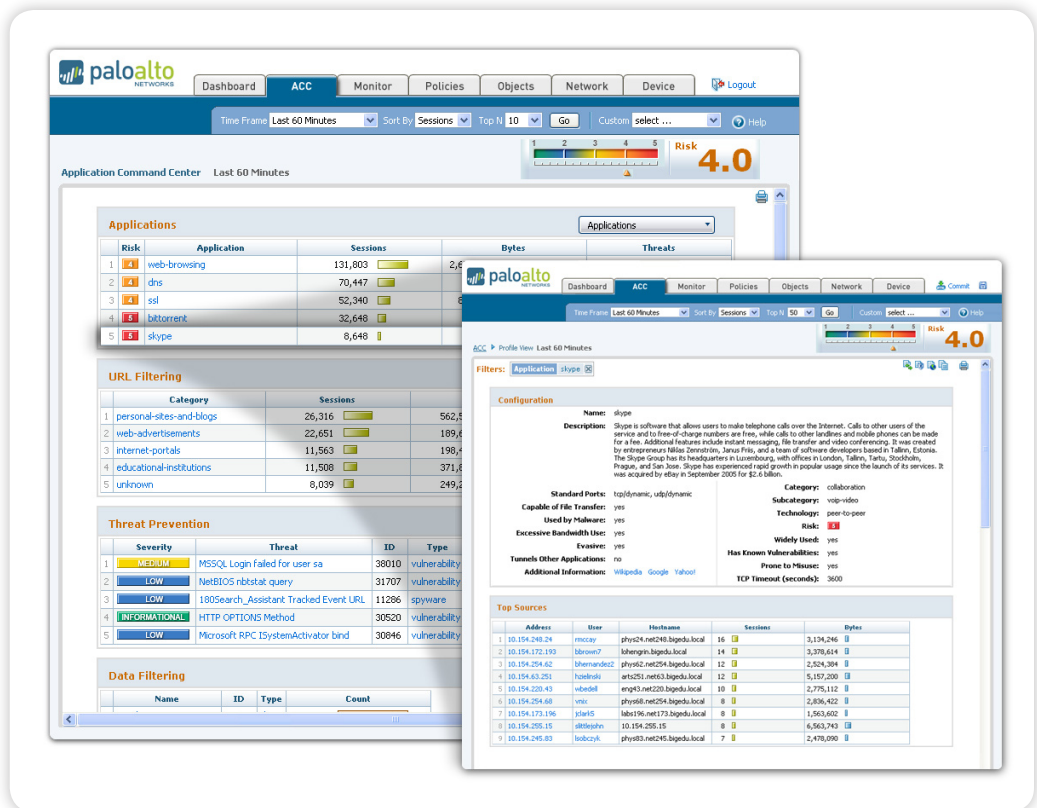 paloalto
NETWORKS
Dashboard ACC Monitor Policies Objects Network Device Logout
Time Frame Last 60 Minutes Sort By Sessions Top N 10 Go Custom select ... Help
1 2 3 4 5 Risk 4.0
Application Command Center Last 60 Minutes
Applications Applications
Risk Application Sessions Bytes Threats
1 4 web-browsing 131,803 2,6
2 4 dns 70,447
3 4 ssl 52,340 8
4 5 bittorrent 32,648
5 5 skype 8,648
URL Filtering
Category Sessions
1 personal-sites-and-blogs 26,316 562,5
2 web-advertisements 22,651 189,6
3 internet-portals 11,563 198,4
4 educational-institutions 11,508 371,8
5 unknown 8,039 249,2
Threat Prevention
Severity Threat ID Type
1 MEDIUM MSSQL Login failed for user sa 38010 vulnerability
2 LOW NetBIOS nbtstat query 31707 vulnerability
3 LOW 180Search_Assistant Tracked Event URL 11286 spyware
4 INFORMATIONAL HTTP OPTIONS Method 30520 vulnerability
5 LOW Microsoft RPC ISystemActivator bind 30846 vulnerability
Data Filtering
Name ID Type Count
paloalto
NETWORKS
Dashboard ACC Monitor Policies Objects Network Device Commit
Time Frame Last 60 Minutes Sort By Sessions Top N 50 Go Custom select ... Help
1 2 3 4 5 Risk 4.0
ACC Profile View Last 60 Minutes
Filters: Application skype
Configuration
Name: skype
Description: Skype is software that allows users to make telephone calls over the Internet. Calls to other users of the
service and to free-of-charge numbers are free, while calls to other landlines and mobile phones can be made
for a fee. Additional features include instant messaging, file transfer and video conferencing. It was created
by entrepreneurs Niklas Zennström, Janus Friis, and a team of software developers based in Tallinn, Estonia.
The Skype Group has its headquarters in Luxembourg, with offices in London, Tallinn, Tartu, Stockholm,
Prague, and San Jose. Skype has experienced rapid growth in popular usage since the launch of its services. It
was acquired by eBay in September 2005 for $2.6 billion.
Standard Ports: tcp/dynamic, udp/dynamic
Capable of File Transfer: yes
Used by Malware: yes
Excessive Bandwidth Use: yes
Evasive: yes
Tunnels Other Applications: no
Additional Information: Wikipedia Google Yahoo!
Category: collaboration
Subcategory: voip-video
Technology: peer-to-peer
Risk: 5
Widely Used: yes
Has Known Vulnerabilities: yes
Prone to Misuse: yes
TCP Timeout (seconds): 3600
Top Sources
Address User Hostname Sessions Bytes
1 10.154.248.24 rmccay phys24.net248.bigedu.local 16 3,134,246
2 10.154.172.193 bbrown7 lohengrin.bigedu.local 14 3,378,614
3 10.154.254.62 bhernandez2 phys62.net254.bigedu.local 12 2,524,384
4 10.154.63.251 hzielinski arts251.net63.bigedu.local 12 5,157,200
5 10.154.220.43 wbedell eng43.net220.bigedu.local 10 2,775,112
6 10.154.254.68 vnix phys68.net254.bigedu.local 8 2,836,422
7 10.154.173.196 jclark5 labs196.net173.bigedu.local 8 1,563,602
8 10.154.255.15 slittlejohn 10.154.255.15 8 6,563,743
9 10.154.245.83 lsobczyk phys83.net245.bigedu.local 7 2,478,090